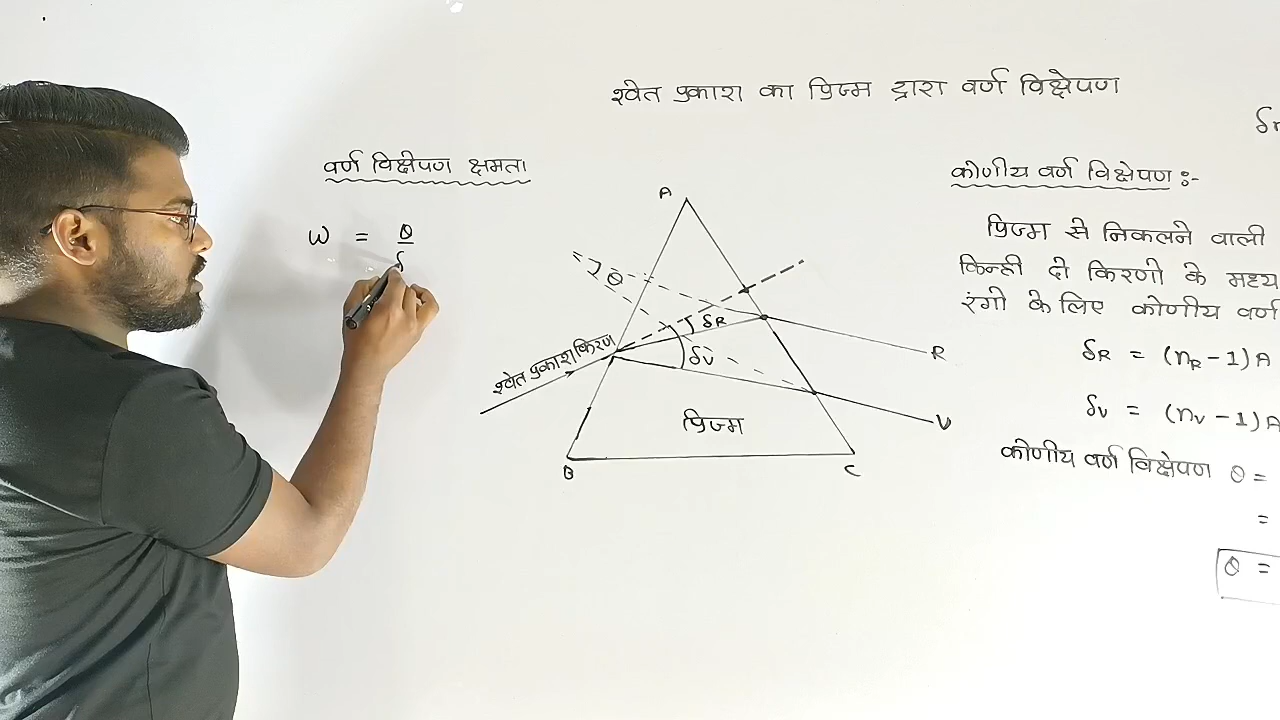 श्वेत प्रकाश का प्रिज्म द्वारा वर्ण विक्षेपण
वर्ण विक्षेपण क्षमता
ω = θ
δ
A
θ
δR
δV
श्वेत प्रकाश किरण
प्रिज्म
B
C
R
V
कोणीय वर्ण विक्षेपण :-
प्रिज्म से निकलने वाली
किन्ही दो किरणो के मध्य
रंगो के लिए कोणीय वर्ण
δR = (nR - 1) A
δV = (nV - 1) A
कोणीय वर्ण विक्षेपण θ =
=
θ =